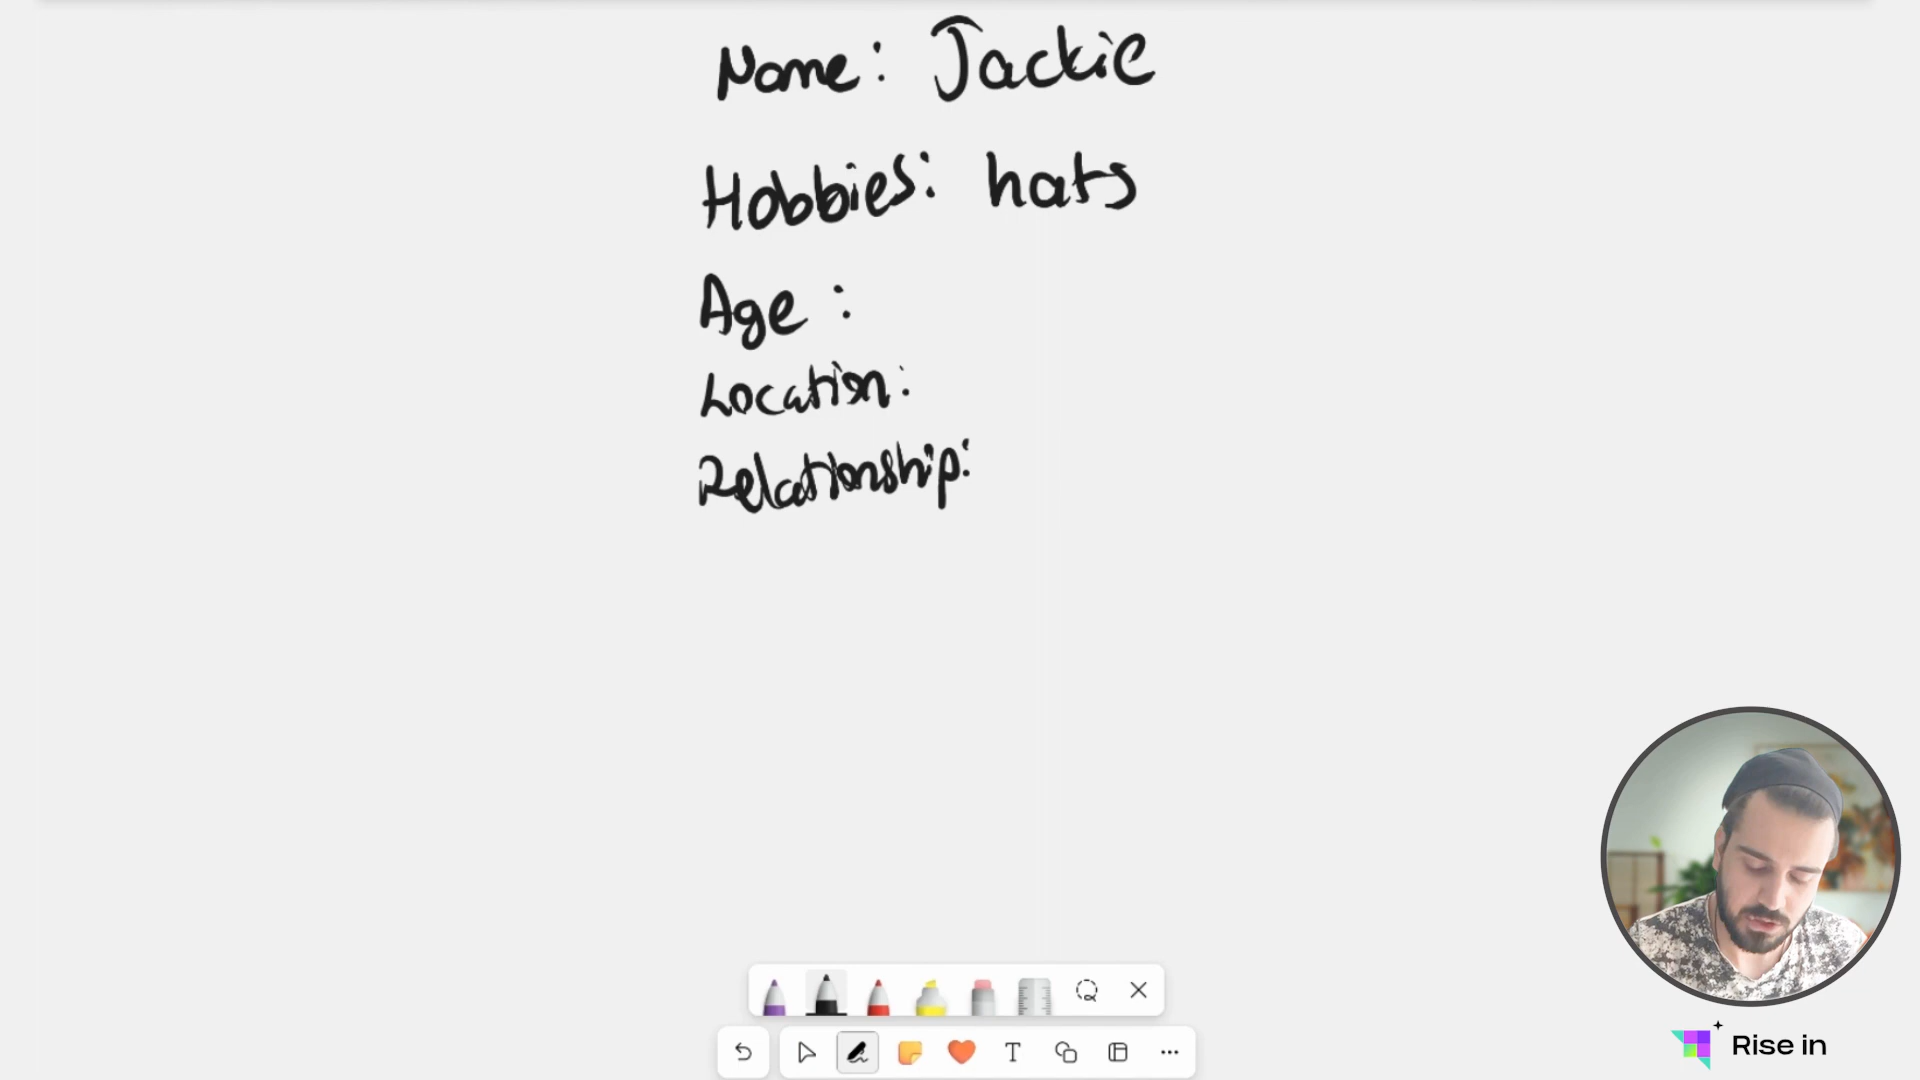 Name: Jackie
Hobbies: hats
Age :
Location:
Relationship:
T
Rise in